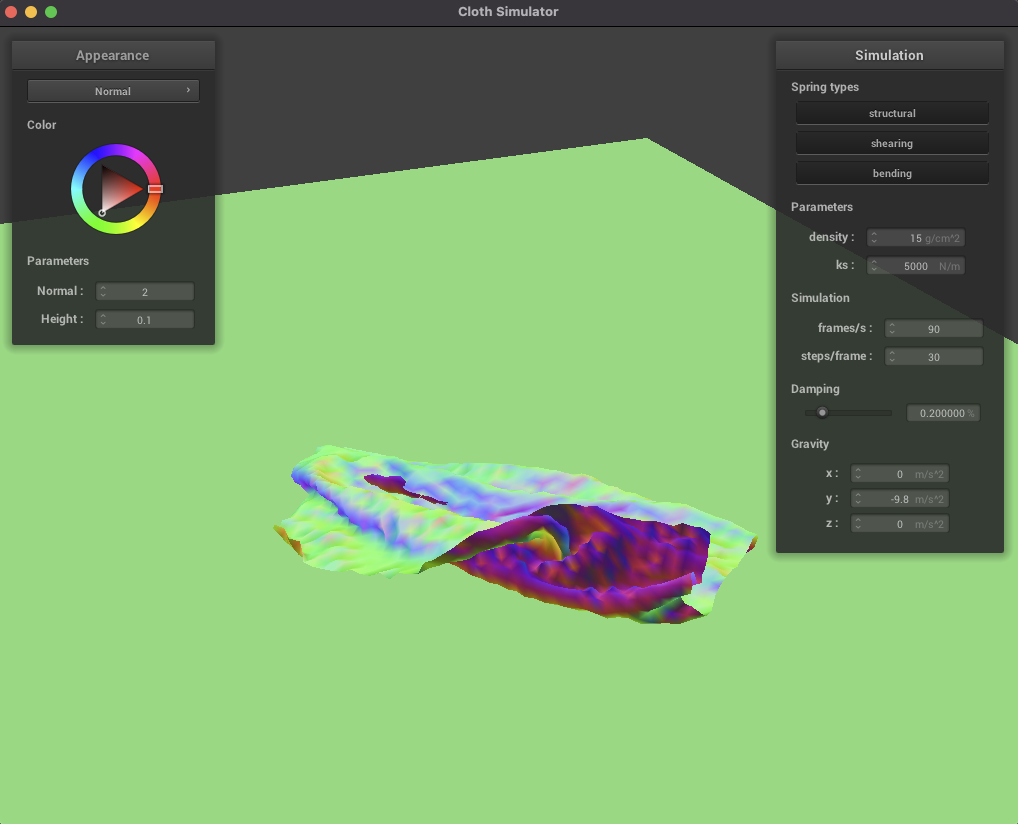 Cloth Simulator
Appearance
Normal
Color
Parameters
Normal : 2
Height : 0.1
Simulation
Spring types
structural
shearing
bending
Parameters
density : 15 g/cm^2
ks : 5000 N/m
Simulation
frames/s : 90
steps/frame : 30
Damping
0.200000 %
Gravity
x : 0 m/s^2
y : -9.8 m/s^2
z : 0 m/s^2